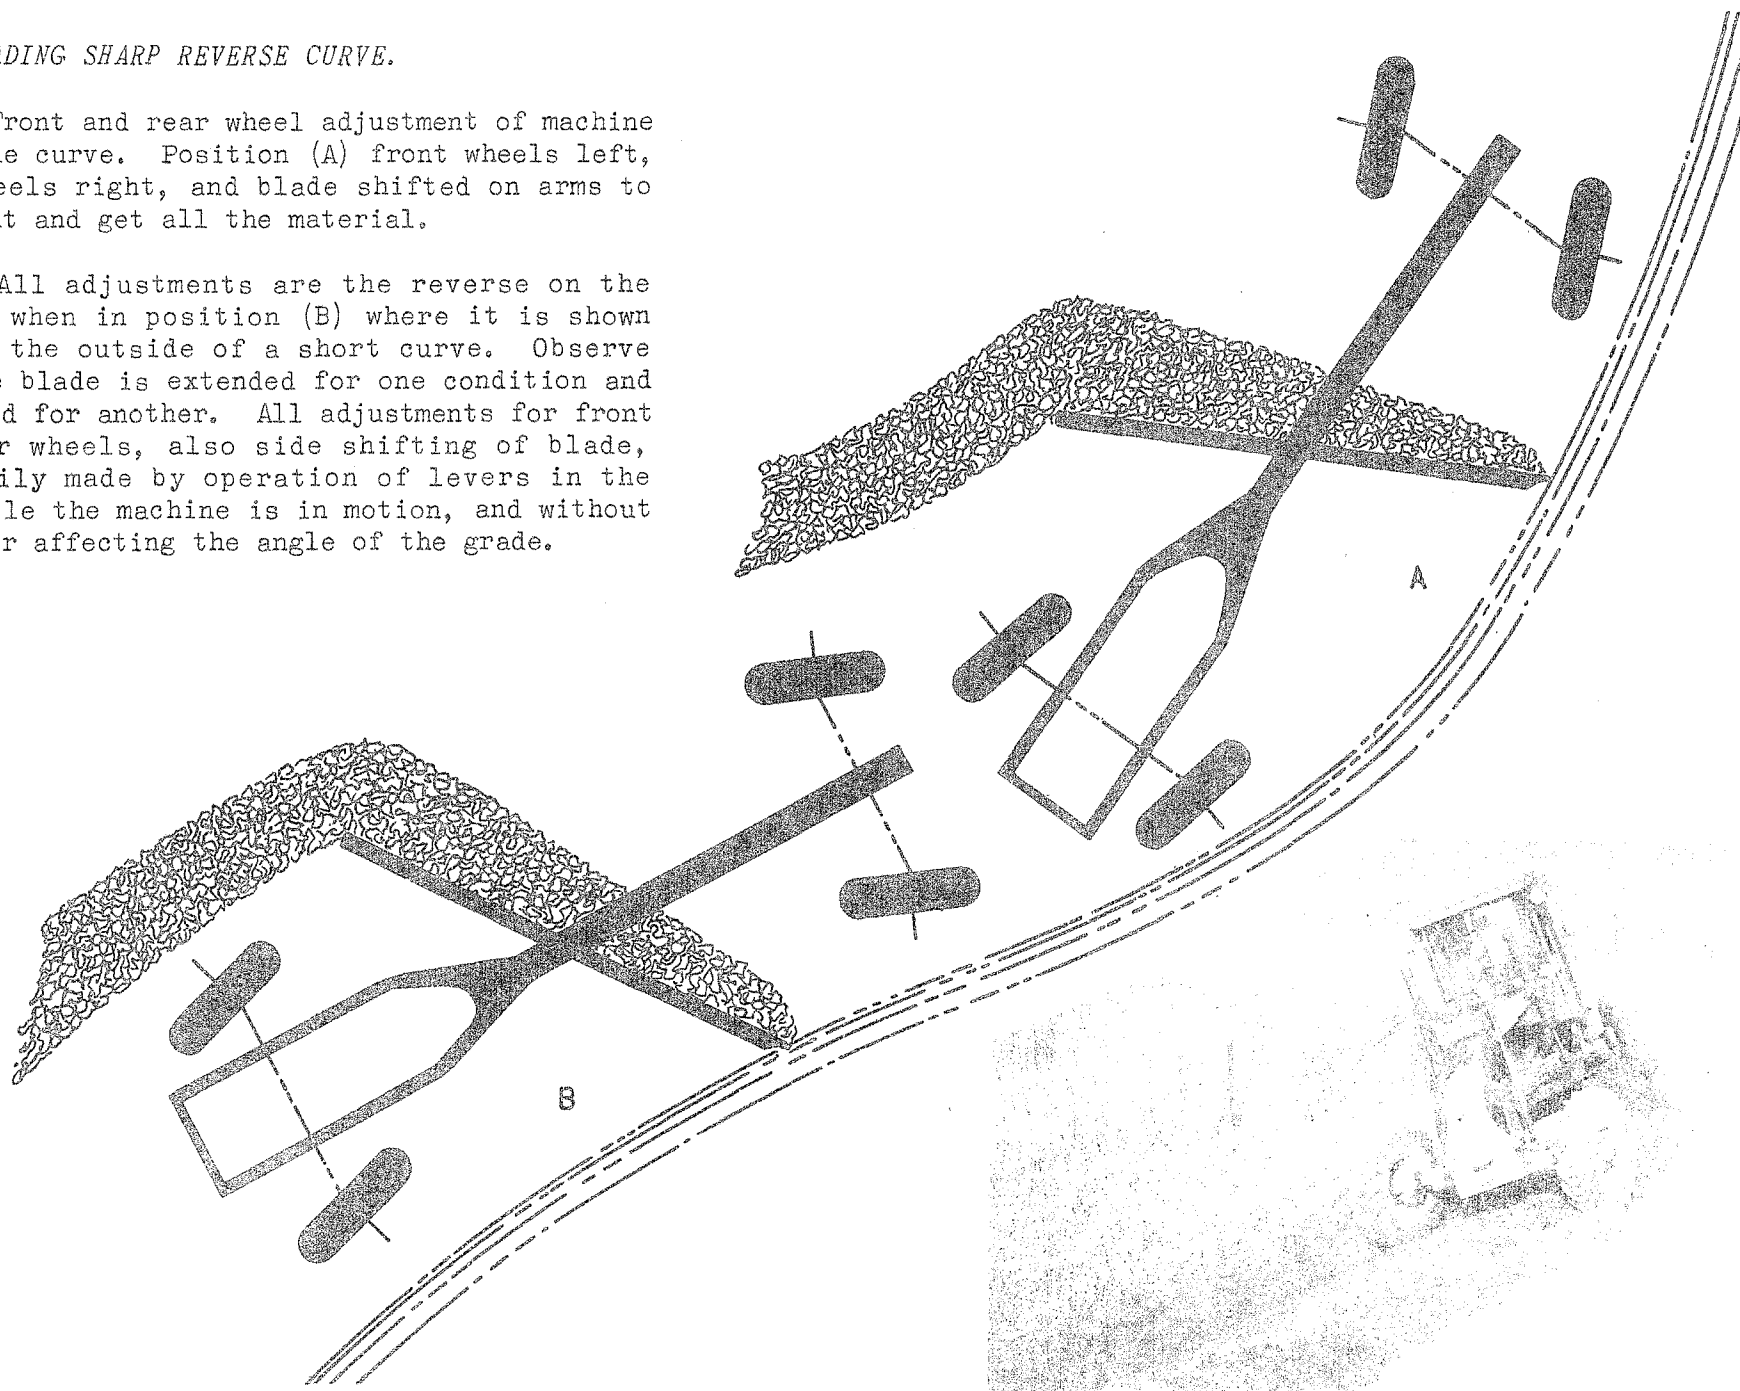 DING SHARP REVERSE CURVE.
front and rear wheel adjustment of machine
e curve. Position (A) front wheels left,
eels right, and blade shifted on arms to
t and get all the material.
All adjustments are the reverse on the
when in position (B) where it is shown
the outside of a short curve. Observe
e blade is extended for one condition and
d for another. All adjustments for front
r wheels, also side shifting of blade,
ily made by operation of levers in the
le the machine is in motion, and without
r affecting the angle of the grade.
A
B